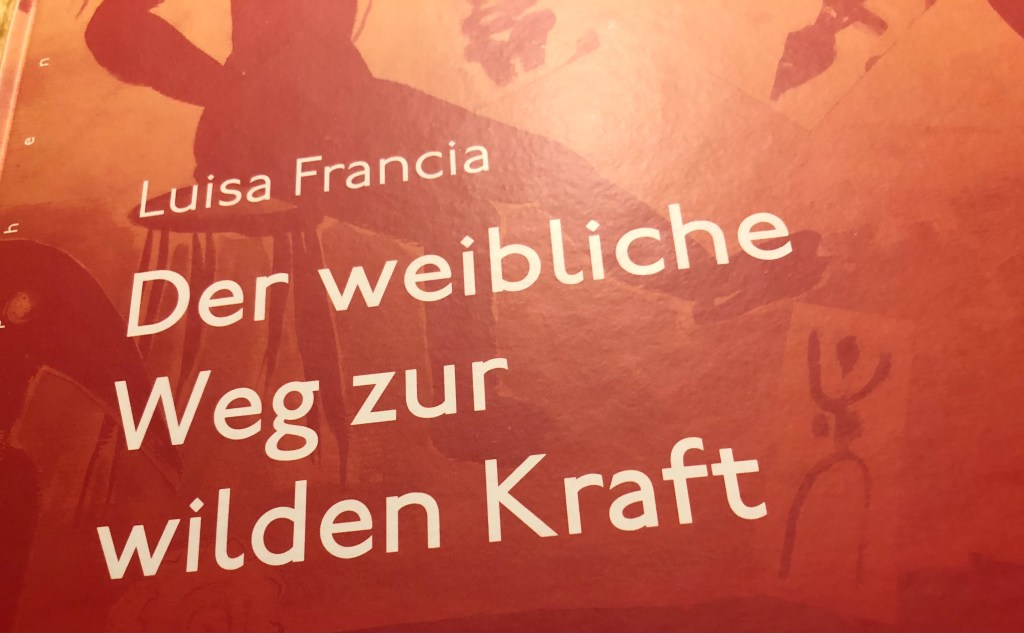 Luisa Francia
Der weibliche
Weg zur
wilden Kraft